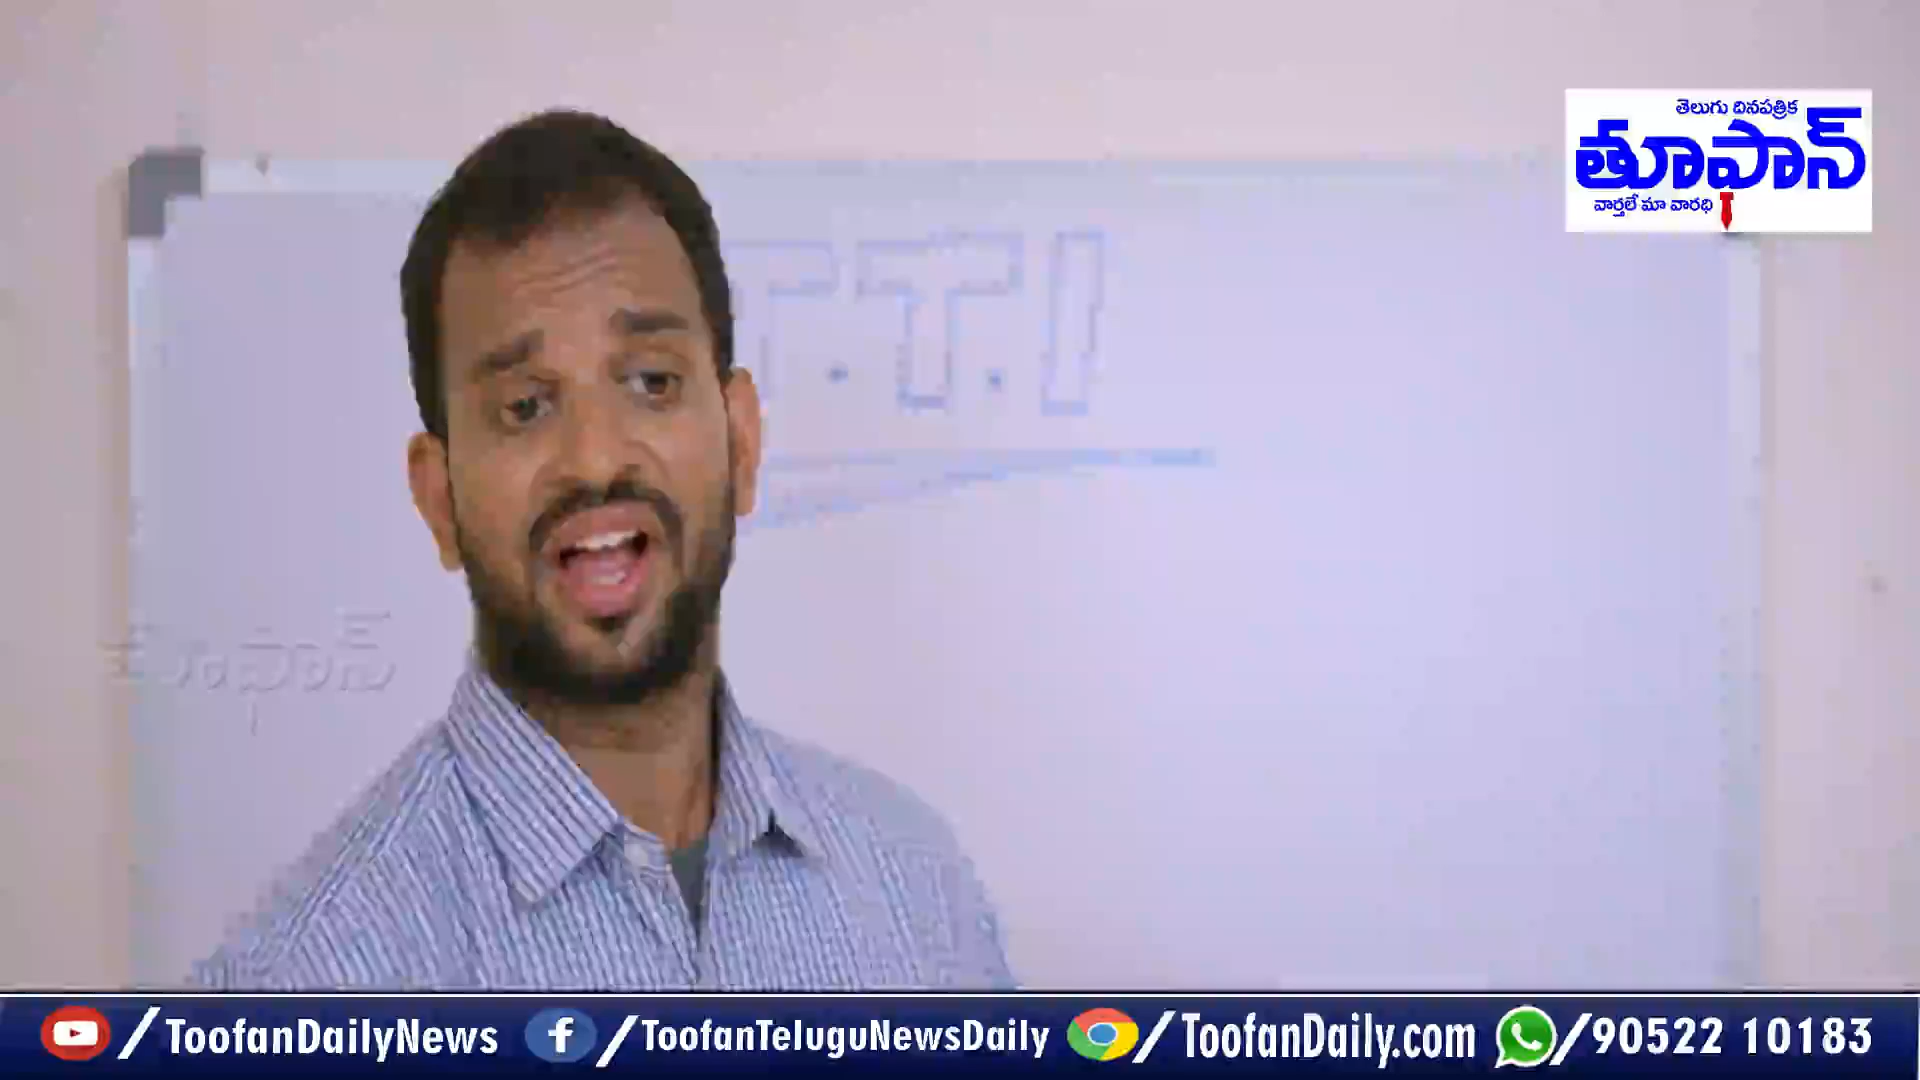 తెలుగు దినపత్రిక
తూఫాన్
వార్తలే మా వారధి
T.T.I
తూఫాన్
/ToofanDailyNews /ToofanTeluguNewsDaily /ToofanDaily.com /90522 10183